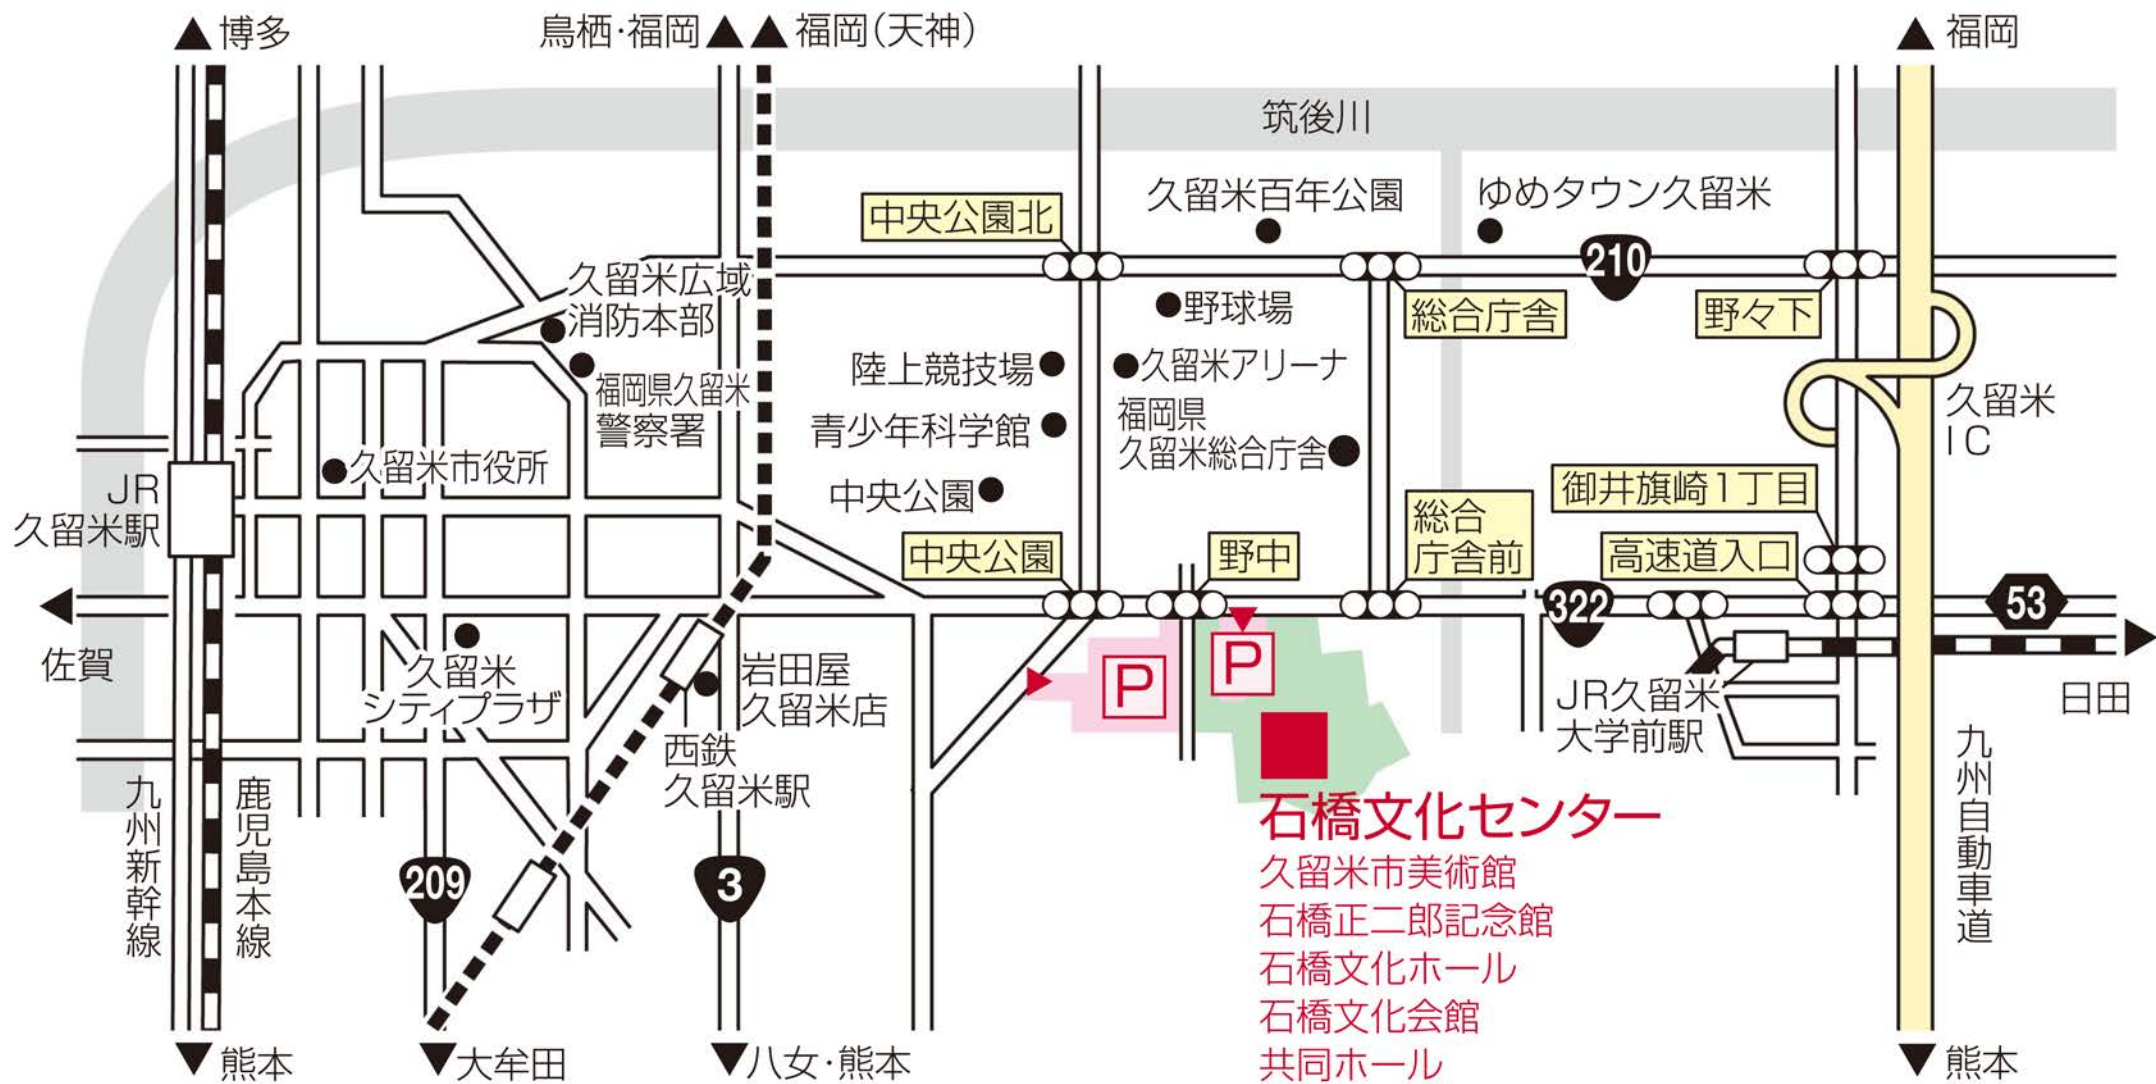 博多
鳥栖・福岡
福岡(天神)
福岡
筑後川
久留米百年公園
ゆめタウン久留米
中央公園北
210
久留米広域
消防本部
野球場
総合庁舎
野々下
陸上競技場
久留米アリーナ
福岡県久留米
警察署
青少年科学館
福岡県
久留米総合庁舎
久留米
IC
久留米市役所
中央公園
御井旗崎1丁目
JR
久留米駅
中央公園
野中
総合
庁舎前
高速道入口
322
53
佐賀
久留米
シティプラザ
岩田屋
久留米店
P
P
JR久留米
大学前駅
日田
西鉄
久留米駅
九州新幹線
鹿児島本線
九州自動車道
石橋文化センター
久留米市美術館
石橋正二郎記念館
石橋文化ホール
石橋文化会館
共同ホール
209
3
熊本
大牟田
八女・熊本
熊本